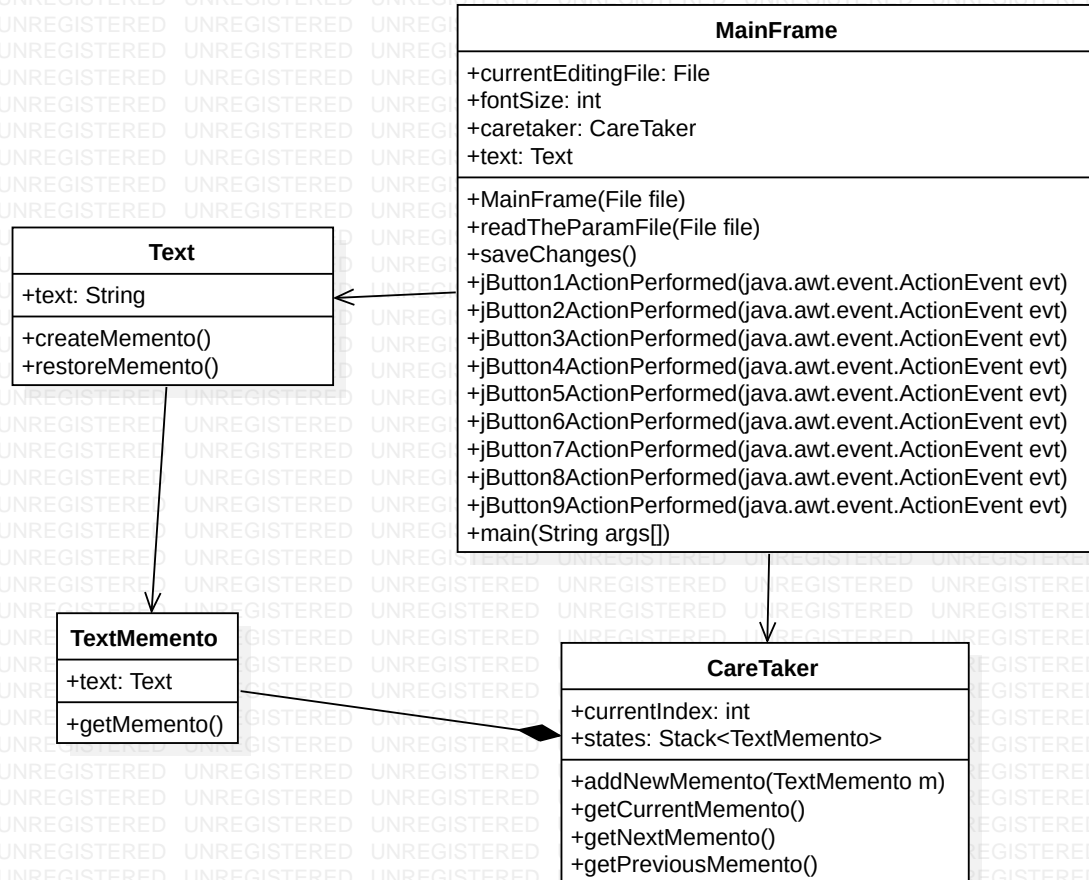 MainFrame
+currentEditingFile: File
+fontSize: int
+caretaker: CareTaker
+text: Text
+MainFrame(File file)
+readTheParamFile(File file)
+saveChanges()
+jButton1ActionPerformed(java.awt.event.ActionEvent evt)
+jButton2ActionPerformed(java.awt.event.ActionEvent evt)
+jButton3ActionPerformed(java.awt.event.ActionEvent evt)
+jButton4ActionPerformed(java.awt.event.ActionEvent evt)
+jButton5ActionPerformed(java.awt.event.ActionEvent evt)
+jButton6ActionPerformed(java.awt.event.ActionEvent evt)
+jButton7ActionPerformed(java.awt.event.ActionEvent evt)
+jButton8ActionPerformed(java.awt.event.ActionEvent evt)
+jButton9ActionPerformed(java.awt.event.ActionEvent evt)
+main(String args[])
Text
+text: String
+createMemento()
+restoreMemento()
TextMemento
+text: Text
+getMemento()
CareTaker
+currentIndex: int
+states: Stack<TextMemento>
+addNewMemento(TextMemento m)
+getCurrentMemento()
+getNextMemento()
+getPreviousMemento()
UNREGISTERED